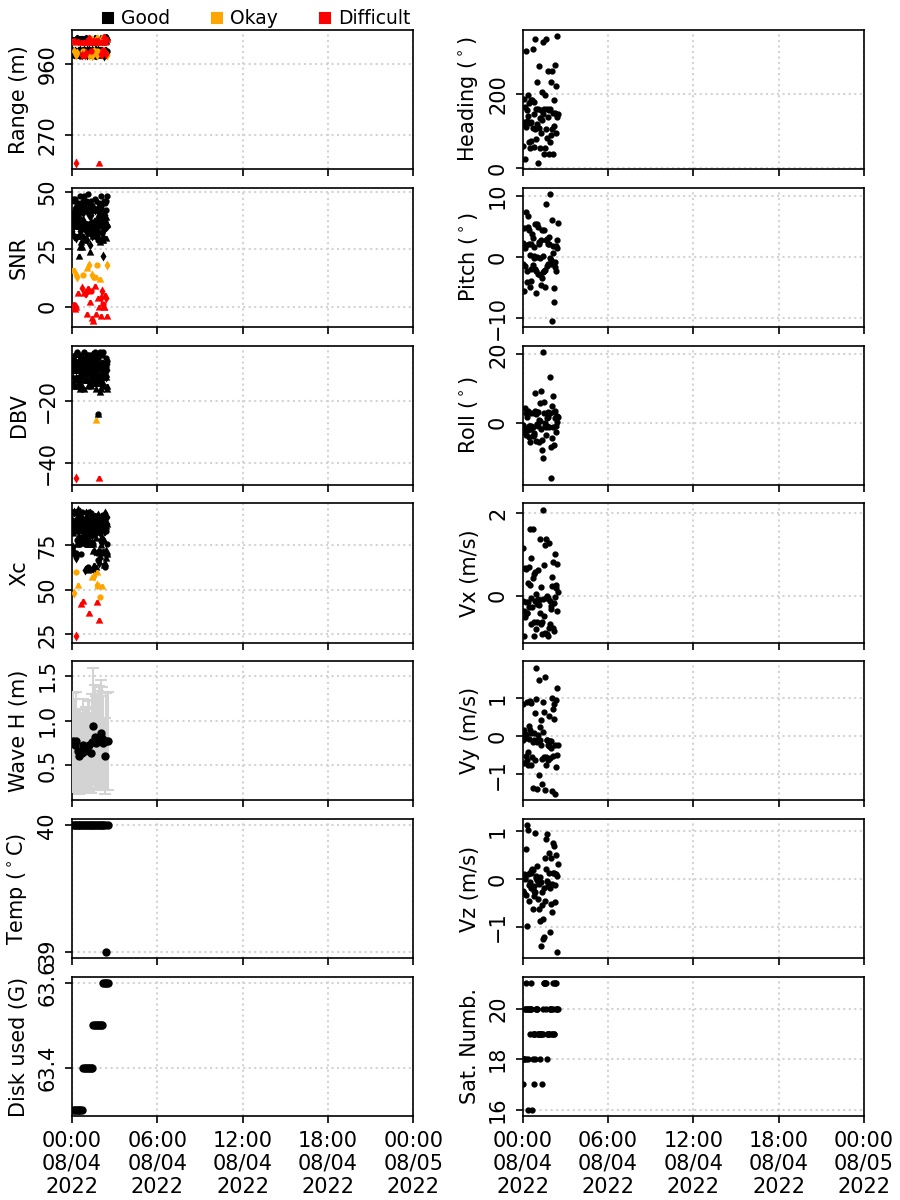 Good Okay Difficult
Range (m)
960
270
Heading (°)
200
0
SNR
50
25
0
Pitch (°)
10
0
−10
DBV
−20
−40
Roll (°)
20
0
Xc
75
50
25
Vx (m/s)
2
0
Wave H (m)
1.5
1.0
0.5
Vy (m/s)
1
0
−1
Temp (°C)
40
39
Vz (m/s)
1
0
−1
Disk used (G)
63.6
63.4
Sat. Numb.
20
18
16
00:00 06:00 12:00 18:00 00:00
08/04 08/04 08/04 08/04 08/05
2022 2022 2022 2022 2022
00:00 06:00 12:00 18:00 00:00
08/04 08/04 08/04 08/04 08/05
2022 2022 2022 2022 2022